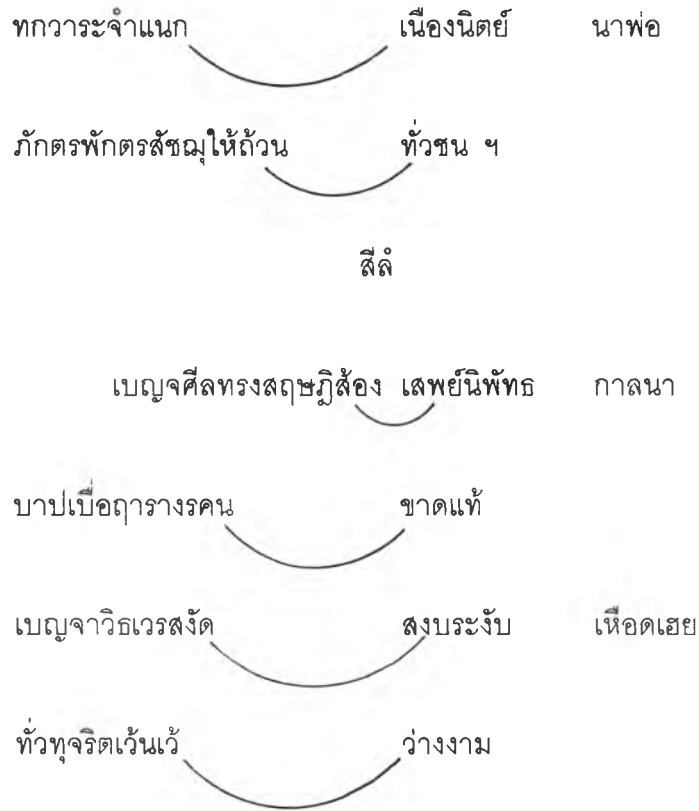 ทกวาระจำแนก เนืองนิตย์ นาพ่อ
ภักตรพักตรสัชฌุให้ถ้วน ทั่วชน ฯ
สีลํ
เบญจศีลทรงสฤษฎิส้อง เสพย์นิพัทธ กาลนา
บาปเบื่อฤารางรคน ขาดแท้
เบญจาวิธเวรสงัด สงบระงับ เหือดเฮย
ทั่วทุจริตเว้นเว้ ว่างงาม